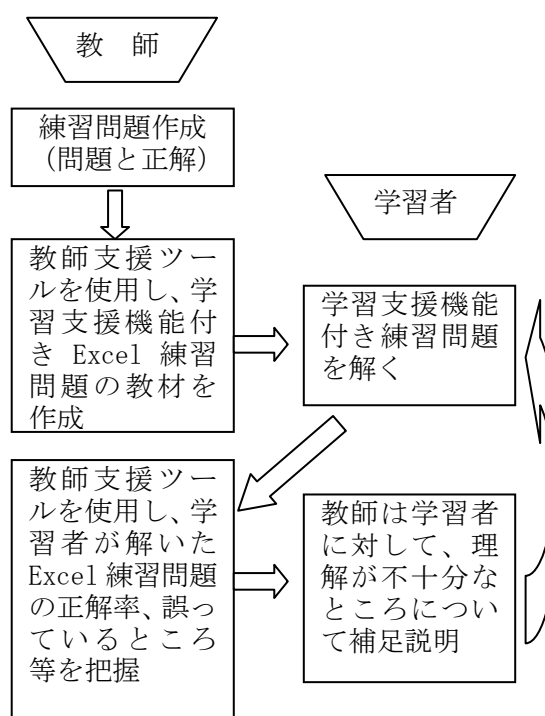 教 師
練習問題作成
（問題と正解）
学習者
教師支援ツー
ルを使用し、学
習支援機能付
き Excel 練習
問題の教材を
作成
学習支援機能
付き練習問題
を解く
教師支援ツー
ルを使用し、学
習者が解いた
Excel 練習問題
の正解率、誤っ
ているところ
等を把握
教師は学習者
に対して、理
解が不十分な
ところについ
て補足説明